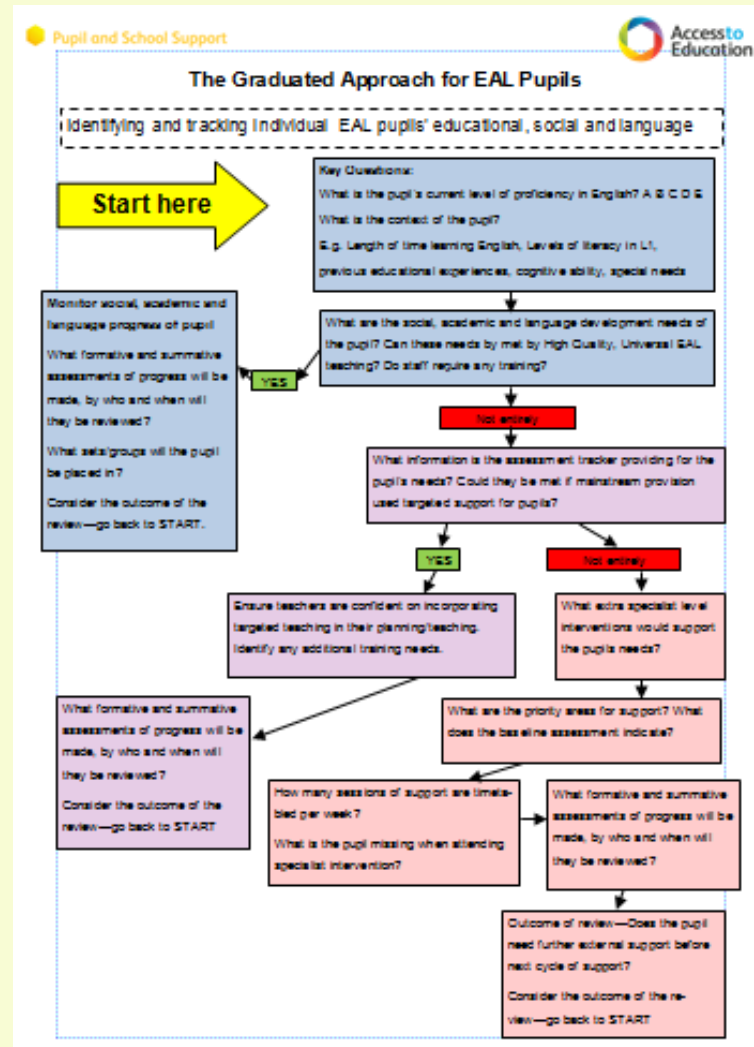 Pupil and School Support
Accessto
Education
The Graduated Approach for EAL Pupils
Identifying and tracking individual EAL pupils' educational, social and language
Start here
Key Questions:
What is the pupil's current level of proficiency in English? A B C D E
What is the context of the pupil?
E.g. Length of time learning English, Levels of literacy in L1,
previous educational experiences, cognitive ability, special needs
Monitor social, academic and
language progress of pupil
What formative and summative
assessments of progress will be
made, by who and when will
they be reviewed?
What sets/groups will the pupil
be placed in?
Consider the outcome of the
review—go back to START.
What are the social, academic and language development needs of
the pupil? Can these needs by met by High Quality, Universal EAL
teaching? Do staff require any training?
YES
Not entirely
What information is the assessment tracker providing for the
pupil's needs? Could they be met if mainstream provision
used targeted support for pupils?
YES
Not entirely
Ensure teachers are confident on incorporating
targeted teaching in their planning/teaching.
Identify any additional training needs.
What extra specialist level
interventions would support
the pupils needs?
What formative and summative
assessments of progress will be
made, by who and when will
they be reviewed?
Consider the outcome of the
review—go back to START
What are the priority areas for support? What
does the baseline assessment indicate?
How many sessions of support are timeta-
bled per week?
What is the pupil missing when attending
specialist intervention?
What formative and summative
assessments of progress will be
made, by who and when will
they be reviewed?
Outcome of review—Does the pupil
need further external support before
next cycle of support?
Consider the outcome of the re-
view—go back to START